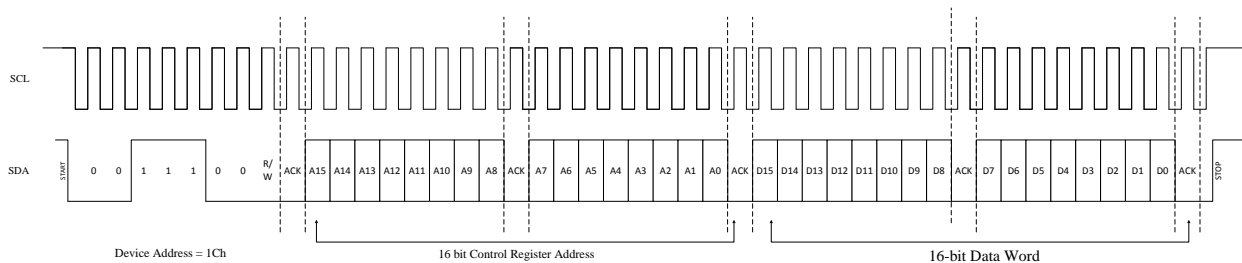 SCL
SDA
START 0 0 1 1 1 0 0 R/W ACK A15 A14 A13 A12 A11 A10 A9 A8 ACK A7 A6 A5 A4 A3 A2 A1 A0 ACK D15 D14 D13 D12 D11 D10 D9 D8 ACK D7 D6 D5 D4 D3 D2 D1 D0 ACK STOP
Device Address = 1Ch 16 bit Control Register Address 16-bit Data Word